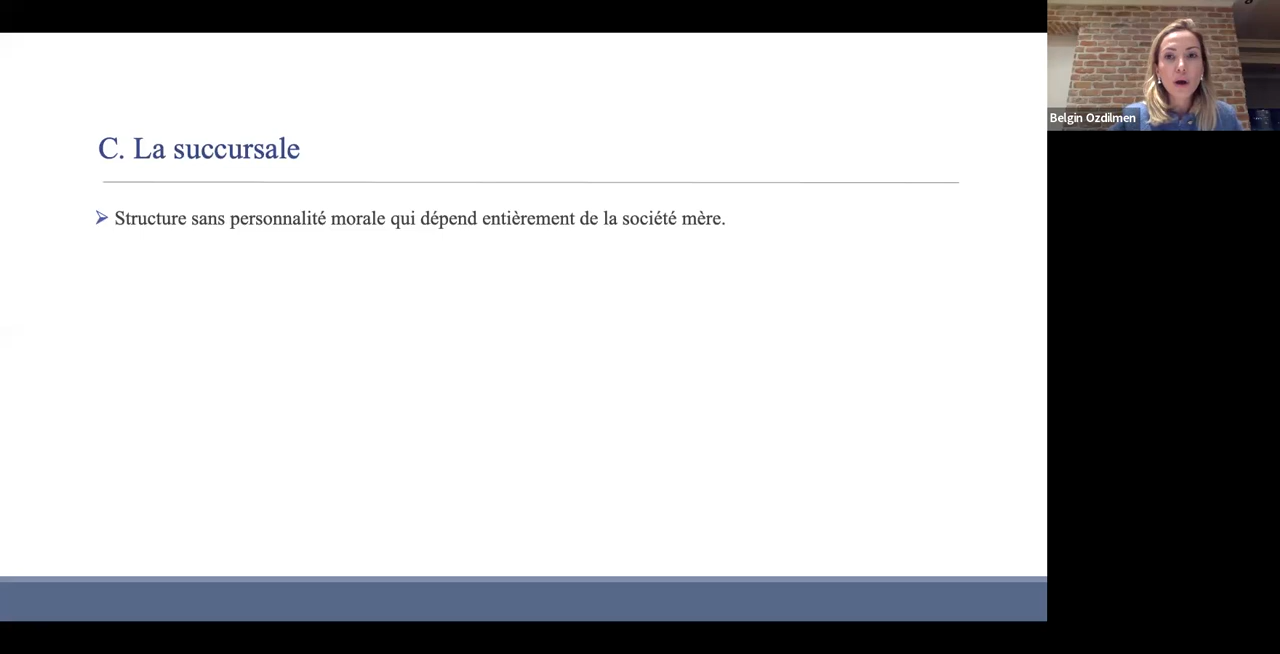 C. La succursale
➢ Structure sans personnalité morale qui dépend entièrement de la société mère.
Belgin Ozdilmen